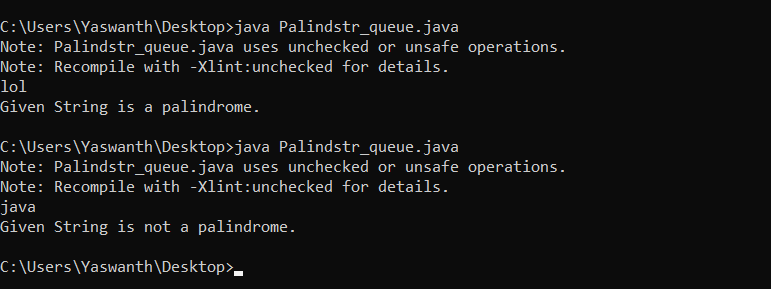 C:\Users\Yaswanth\Desktop>java Palindstr_queue.java
Note: Palindstr_queue.java uses unchecked or unsafe operations.
Note: Recompile with -Xlint:unchecked for details.
lol
Given String is a palindrome.
C:\Users\Yaswanth\Desktop>java Palindstr_queue.java
Note: Palindstr_queue.java uses unchecked or unsafe operations.
Note: Recompile with -Xlint:unchecked for details.
java
Given String is not a palindrome.
C:\Users\Yaswanth\Desktop>